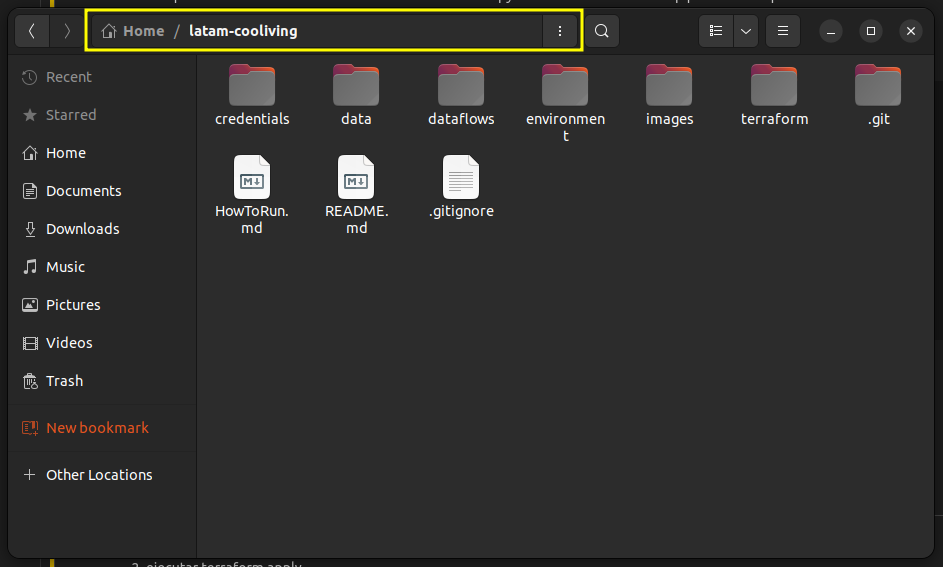 Home / latam-cooliving
Recent
Starred
Home
Documents
Downloads
Music
Pictures
Videos
Trash
New bookmark
Other Locations
credentials
data
dataflows
environmen
t
images
terraform
.git
HowToRun.
md
README.
md
.gitignore
2. ejecutar terraform apply